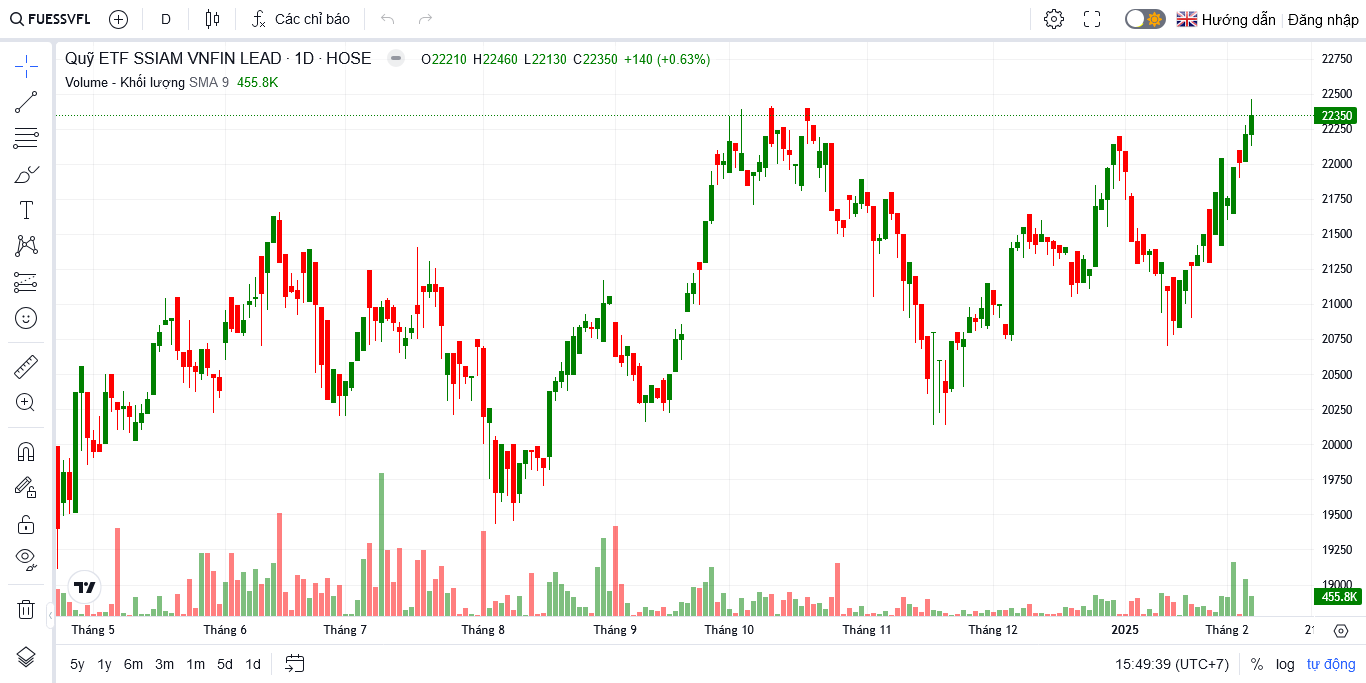 FUESSVFL D Các chỉ báo Hướng dẫn Đăng nhập
Quỹ ETF SSIAM VNFIN LEAD · 1D · HOSE O22210 H22460 L22130 C22350 +140 (+0.63%)
Volume - Khối lượng SMA 9 455.8K
22750
22500
22350
22250
22000
21750
21500
21250
21000
20750
20500
20250
20000
19750
19500
19250
19000
455.8K
Tháng 5 Tháng 6 Tháng 7 Tháng 8 Tháng 9 Tháng 10 Tháng 11 Tháng 12 2025 Tháng 2
5y 1y 6m 3m 1m 5d 1d 15:49:39 (UTC+7) % log tự động